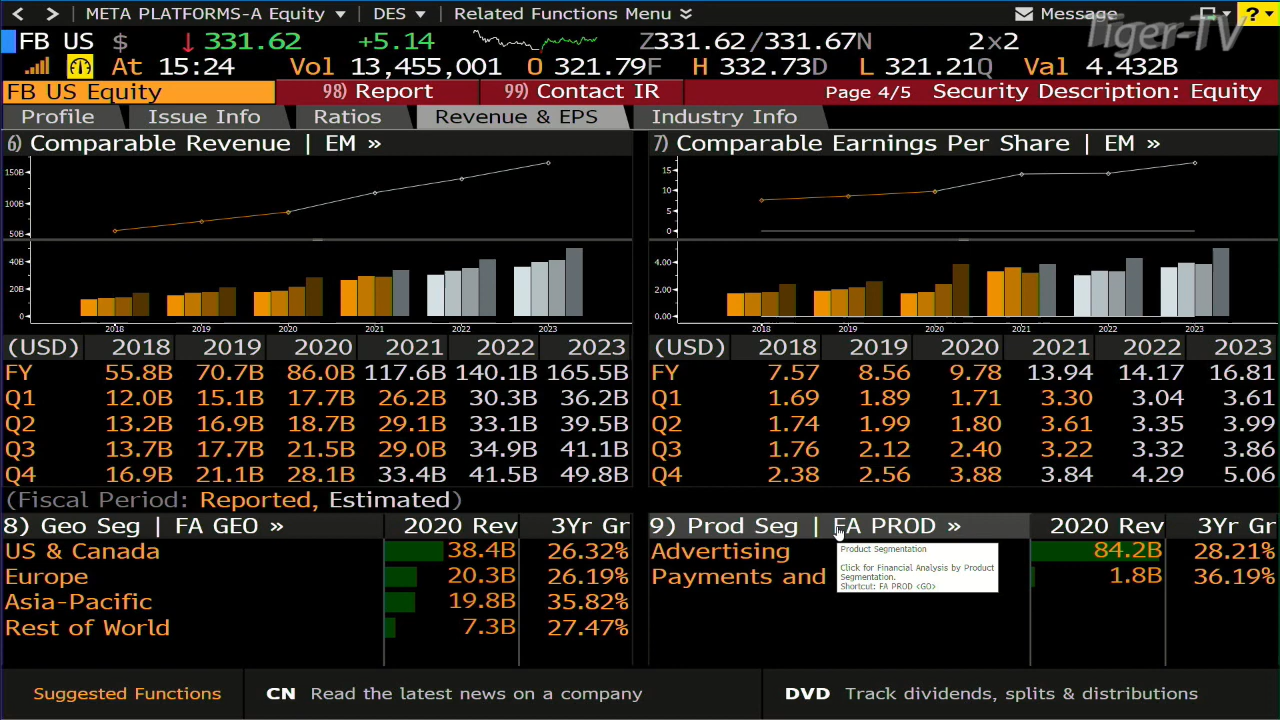 < > META PLATFORMS-A Equity DES Related Functions Menu Message ?
Tiger-TV
FB US $ ↓ 331.62 +5.14 Z331.62/331.67N 2x2
At 15:24 Vol 13,455,001 O 321.79F H 332.73D L 321.21Q Val 4.432B
FB US Equity 98) Report 99) Contact IR Page 4/5 Security Description: Equity
Profile Issue Info Ratios Revenue & EPS Industry Info
6) Comparable Revenue | EM »
150B
100B
50B
40B
20B
0
2018 2019 2020 2021 2022 2023
(USD) 2018 2019 2020 2021 2022 2023
FY 55.8B 70.7B 86.0B 117.6B 140.1B 165.5B
Q1 12.0B 15.1B 17.7B 26.2B 30.3B 36.2B
Q2 13.2B 16.9B 18.7B 29.1B 33.1B 39.5B
Q3 13.7B 17.7B 21.5B 29.0B 34.9B 41.1B
Q4 16.9B 21.1B 28.1B 33.4B 41.5B 49.8B
(Fiscal Period: Reported, Estimated)
7) Comparable Earnings Per Share | EM »
15
10
5
0
4.00
2.00
0.00
2018 2019 2020 2021 2022 2023
(USD) 2018 2019 2020 2021 2022 2023
FY 7.57 8.56 9.78 13.94 14.17 16.81
Q1 1.69 1.89 1.71 3.30 3.04 3.61
Q2 1.74 1.99 1.80 3.61 3.35 3.99
Q3 1.76 2.12 2.40 3.22 3.32 3.86
Q4 2.38 2.56 3.88 3.84 4.29 5.06
8) Geo Seg | FA GEO » 2020 Rev 3Yr Gr
US & Canada 38.4B 26.32%
Europe 20.3B 26.19%
Asia-Pacific 19.8B 35.82%
Rest of World 7.3B 27.47%
9) Prod Seg | FA PROD » 2020 Rev 3Yr Gr
Advertising 84.2B 28.21%
Payments and 1.8B 36.19%
Product Segmentation
Click for Financial Analysis by Product
Segmentation.
Shortcut: FA PROD <GO>
Suggested Functions CN Read the latest news on a company DVD Track dividends, splits & distributions